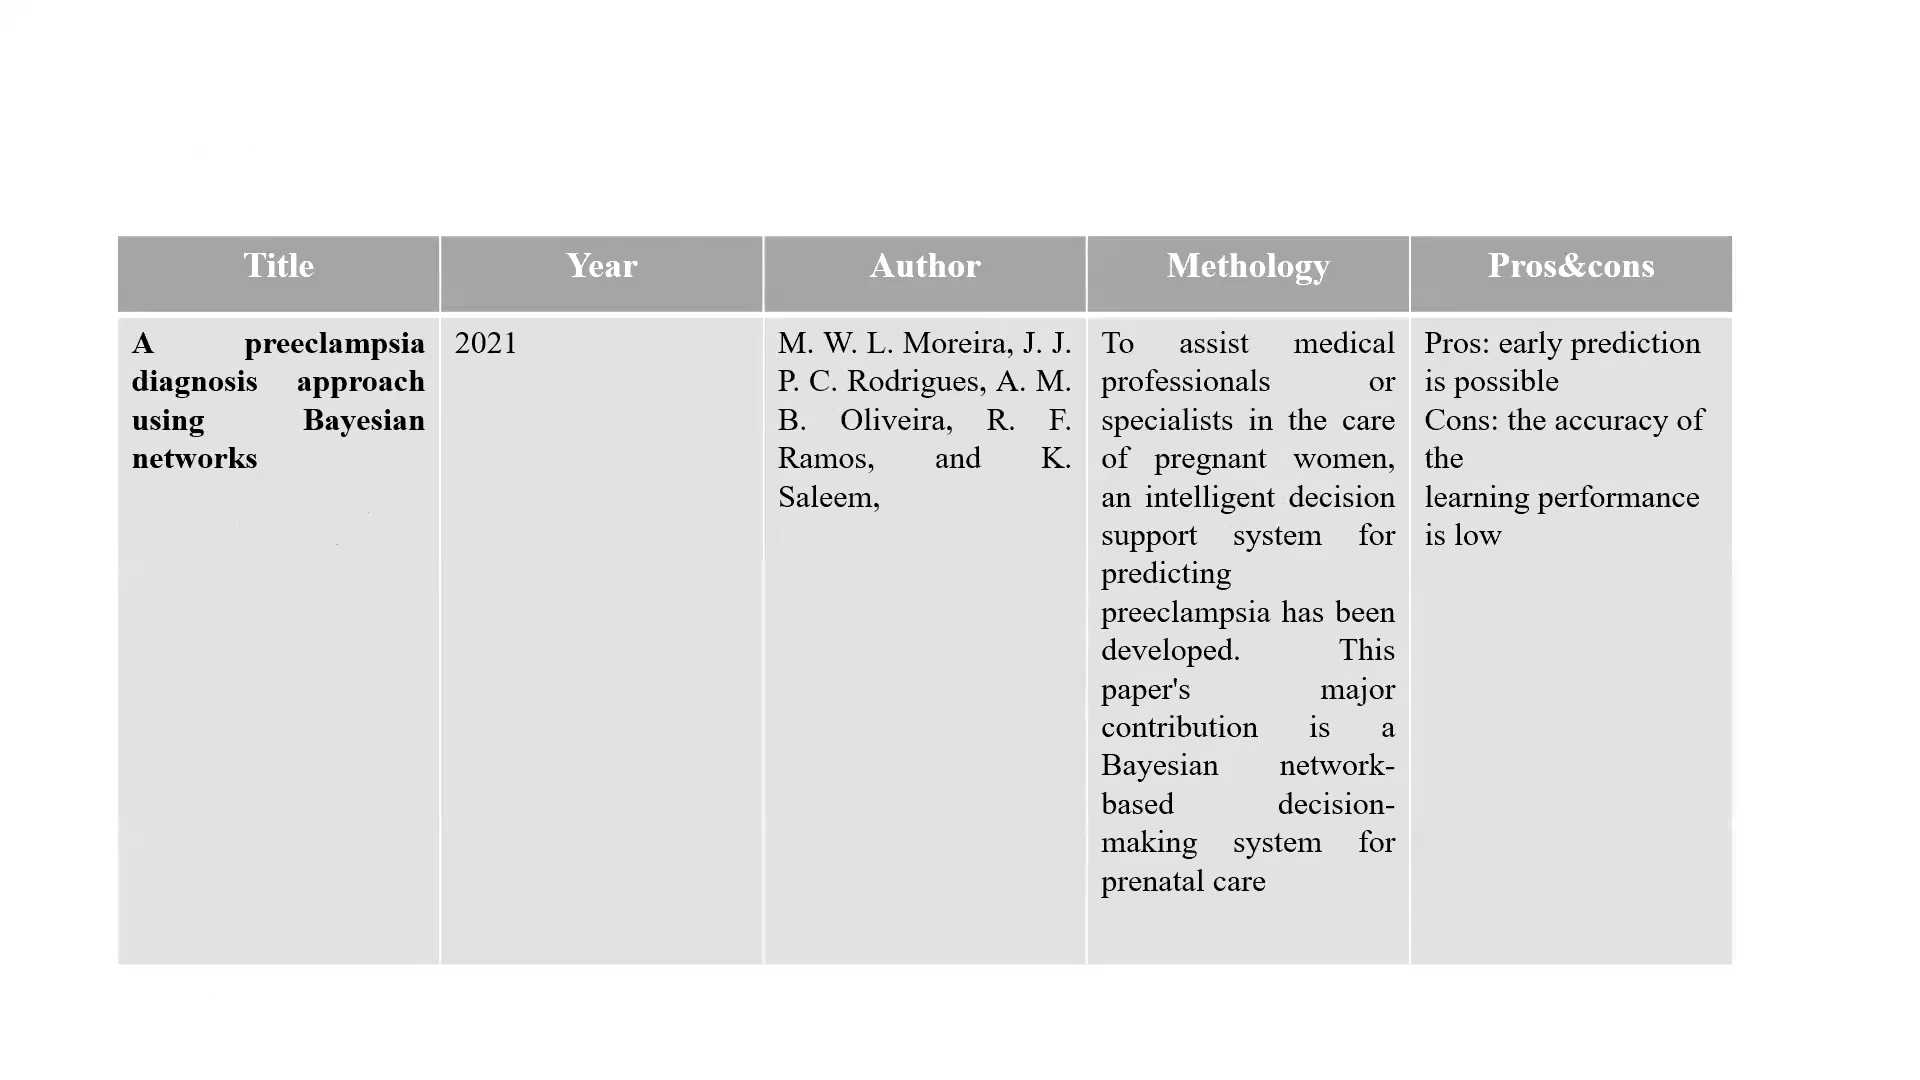 Title
Year
Author
Methology
Pros&cons
A preeclampsia
diagnosis approach
using Bayesian
networks
2021
M. W. L. Moreira, J. J.
P. C. Rodrigues, A. M.
B. Oliveira, R. F.
Ramos, and K.
Saleem,
To assist medical
professionals or
specialists in the care
of pregnant women,
an intelligent decision
support system for
predicting
preeclampsia has been
developed. This
paper's major
contribution is a
Bayesian network-
based decision-
making system for
prenatal care
Pros: early prediction
is possible
Cons: the accuracy of
the
learning performance
is low